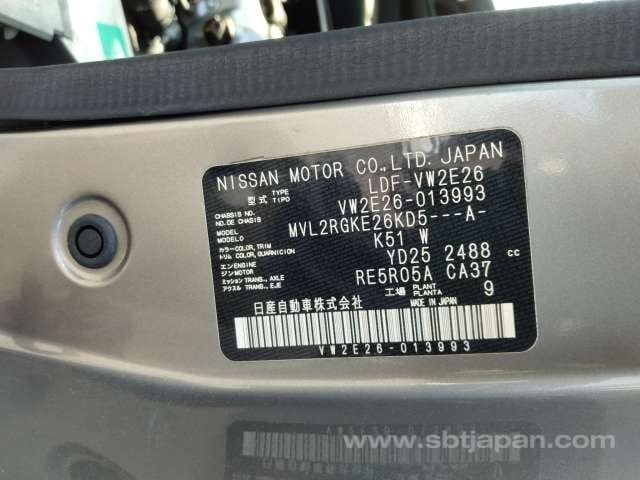 NISSAN MOTOR CO.,LTD. JAPAN
型式 TYPE TIPO LDF-VW2E26
CHASSIS NO. NO DE CHASIS VW2E26-013993
MODEL MODELO MVL2RGKE26KD5---A-
カラー COLOR, TRIM トリム COLOR, GUARNICION K51 W
エンジン ENGINE MOTOR YD25 2488 cc
ミッション TRANS., AXLE アクスル TRANS., EJE RE5R05A CA37
工場 PLANT PLANTA 9
日産自動車株式会社 MADE IN JAPAN
VW2E26-013993
www.sbtjapan.com